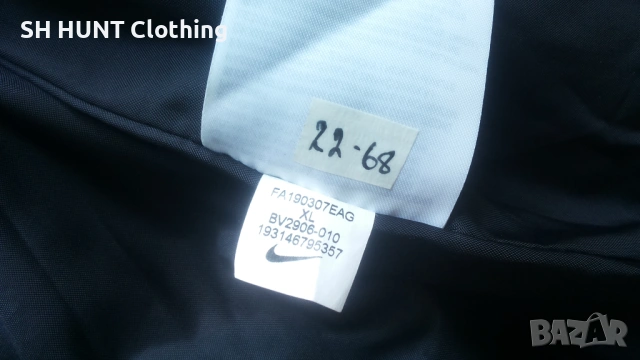 SH HUNT Clothing
22-68
FA190307EAG
XL
BV2906-010
193146795357
BAZAR